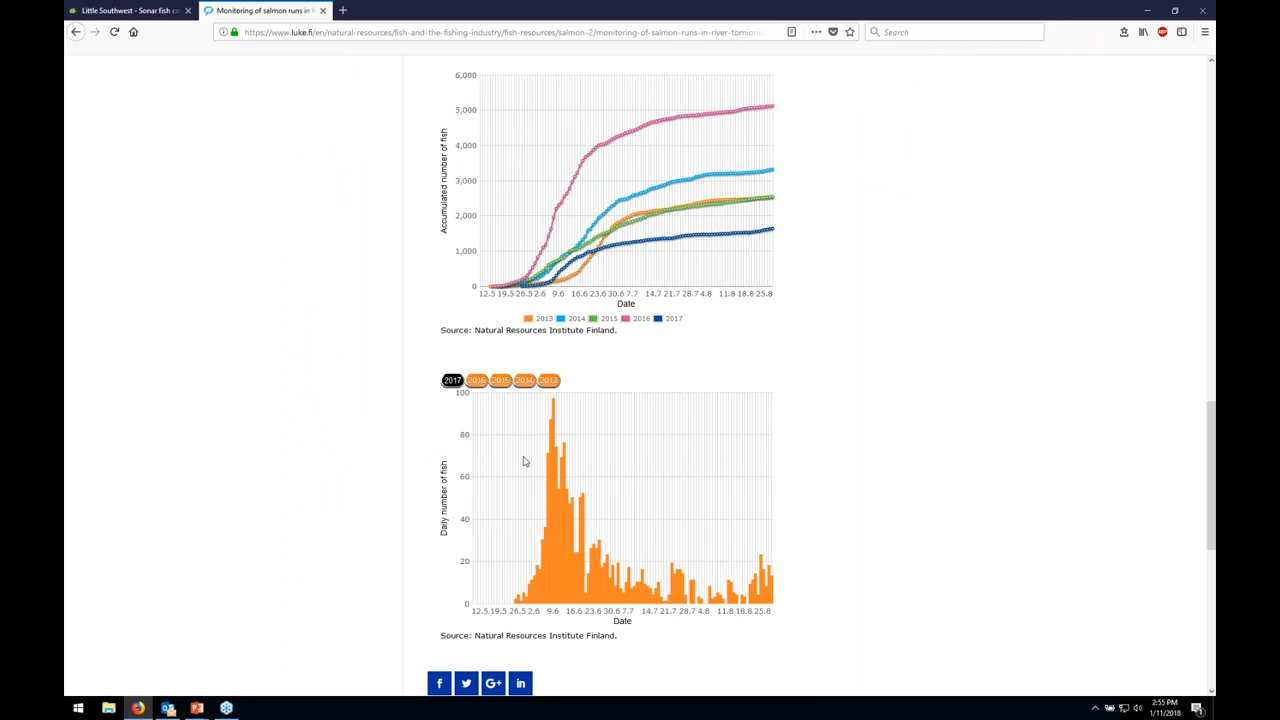 Little Southwest - Sonar fish co
Monitoring of salmon runs in R
https://www.luke.fi/en/natural-resources/fish-and-the-fishing-industry/fish-resources/salmon-2/monitoring-of-salmon-runs-in-river-tornionj
Search
ABP
6,000
5,000
4,000
3,000
2,000
1,000
0
Accumulated number of fish
12.5 19.5 26.5 2.6 9.6 16.6 23.6 30.6 7.7 14.7 21.7 28.7 4.8 11.8 18.8 25.8
Date
2013 2014 2015 2016 2017
Source: Natural Resources Institute Finland.
2017 2016 2015 2014 2013
100
80
60
40
20
0
Daily number of fish
12.5 19.5 26.5 2.6 9.6 16.6 23.6 30.6 7.7 14.7 21.7 28.7 4.8 11.8 18.8 25.8
Date
Source: Natural Resources Institute Finland.
f G+ in
2:55 PM
1/11/2018